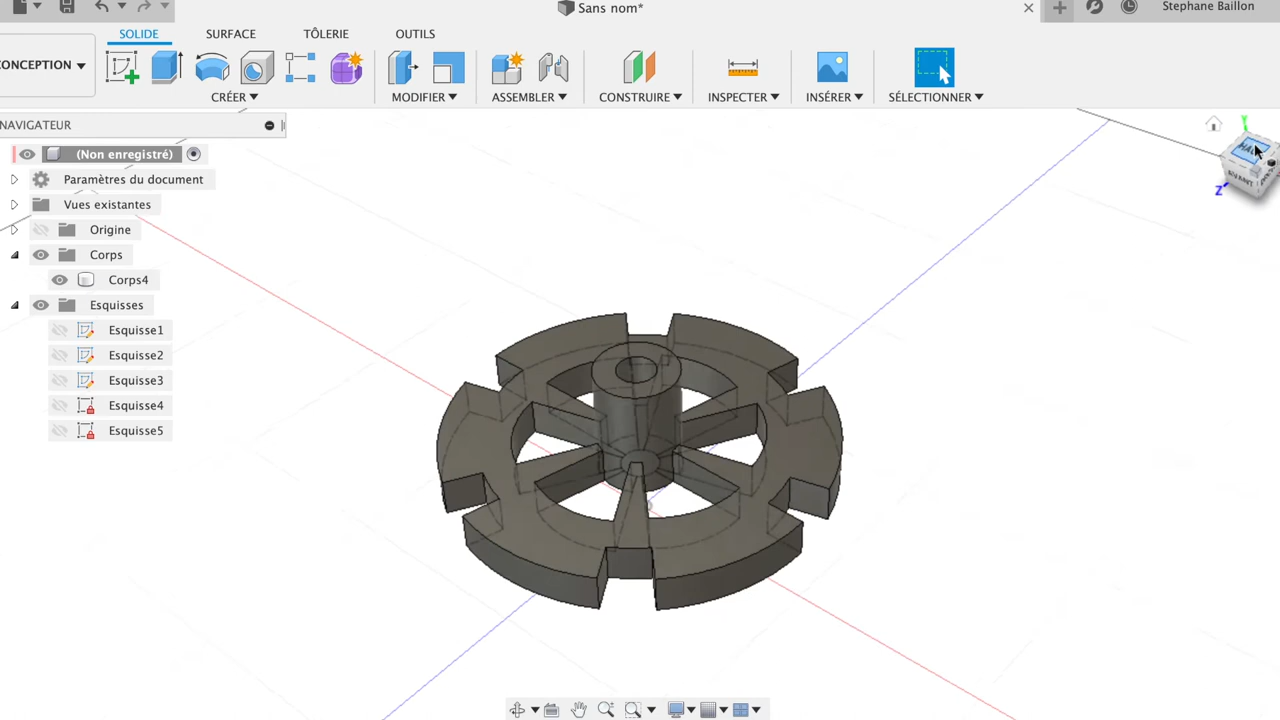 Sans nom*
Stephane Baillon
SOLIDE SURFACE TÔLERIE OUTILS
CONCEPTION
CRÉER MODIFIER ASSEMBLER CONSTRUIRE INSPECTER INSÉRER SÉLECTIONNER
NAVIGATEUR
(Non enregistré)
Paramètres du document
Vues existantes
Origine
Corps
Corps4
Esquisses
Esquisse1
Esquisse2
Esquisse3
Esquisse4
Esquisse5
Z